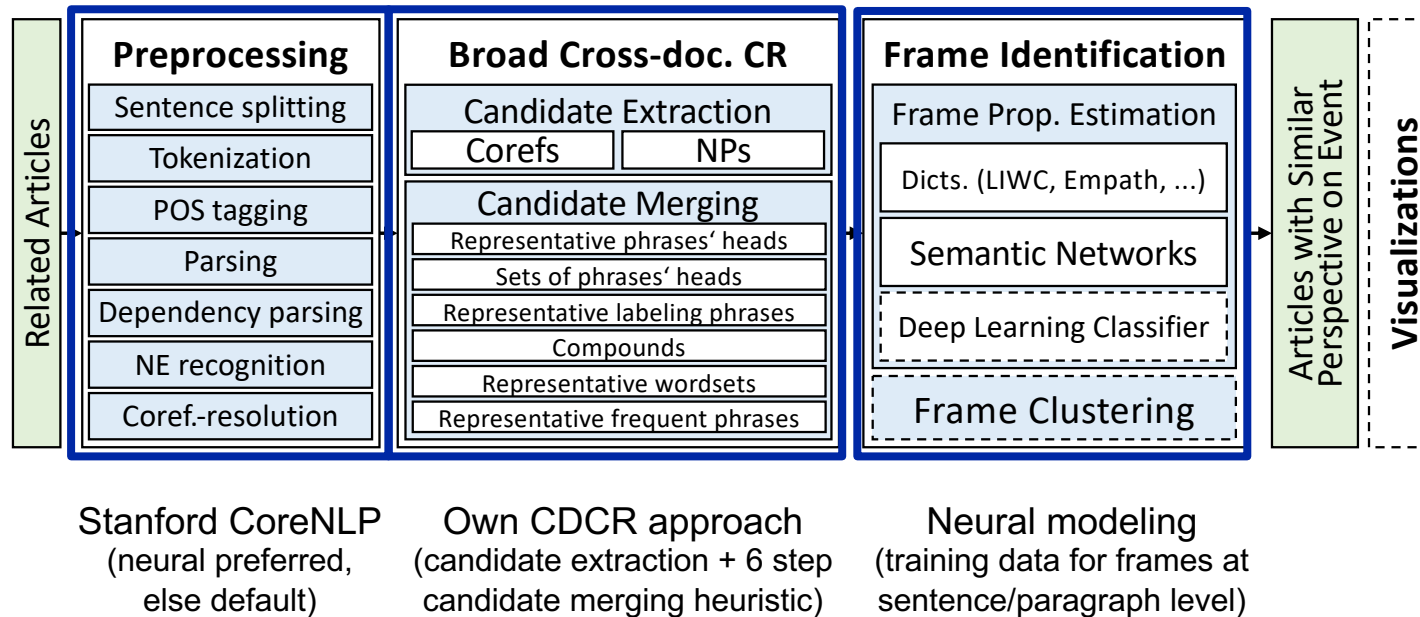 Related Articles
Preprocessing
Sentence splitting
Tokenization
POS tagging
Parsing
Dependency parsing
NE recognition
Coref.-resolution
Broad Cross-doc. CR
Candidate Extraction
Corefs
NPs
Candidate Merging
Representative phrases‘ heads
Sets of phrases‘ heads
Representative labeling phrases
Compounds
Representative wordsets
Representative frequent phrases
Frame Identification
Frame Prop. Estimation
Dicts. (LIWC, Empath, ...)
Semantic Networks
Deep Learning Classifier
Frame Clustering
Articles with Similar
Perspective on Event
Visualizations
Stanford CoreNLP
(neural preferred,
else default)
Own CDCR approach
(candidate extraction + 6 step
candidate merging heuristic)
Neural modeling
(training data for frames at
sentence/paragraph level)